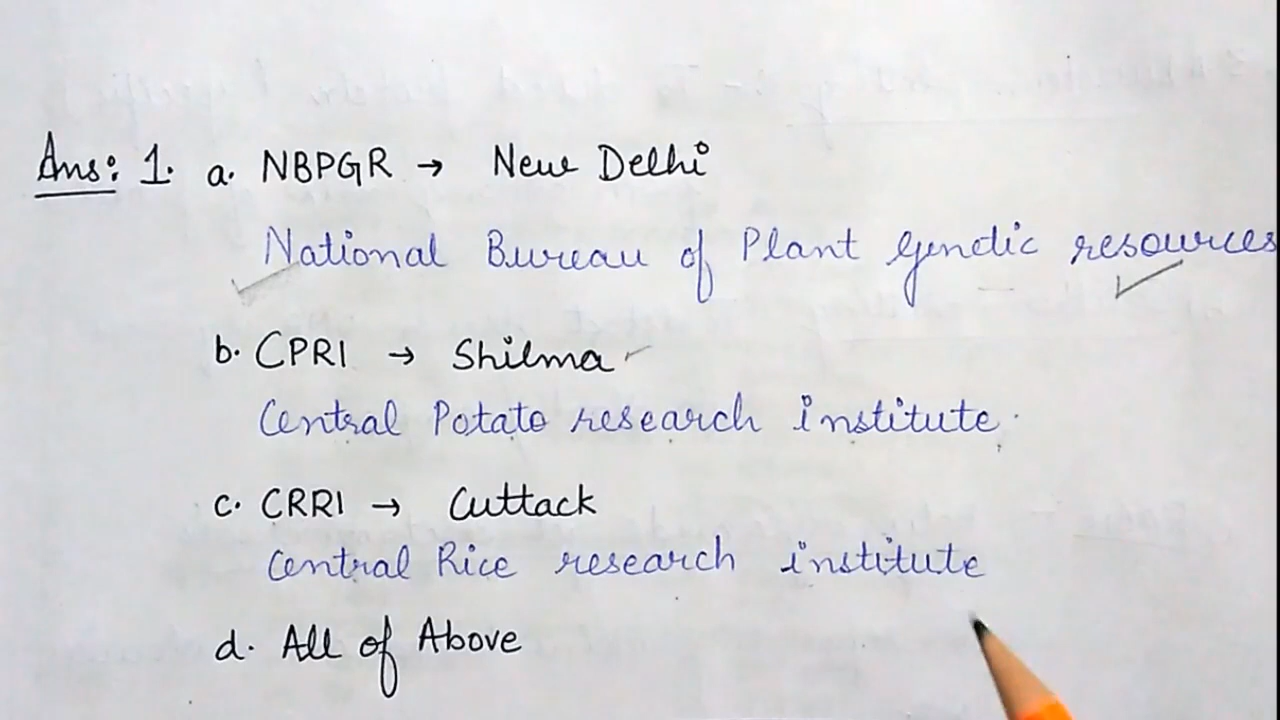 Ans: 1. a. NBPGR → New Delhi
National Bureau of Plant genetic resources
b. CPRI → Shilma
Central Potato research institute.
c. CRRI → Cuttack
Central Rice research institute
d. All of Above